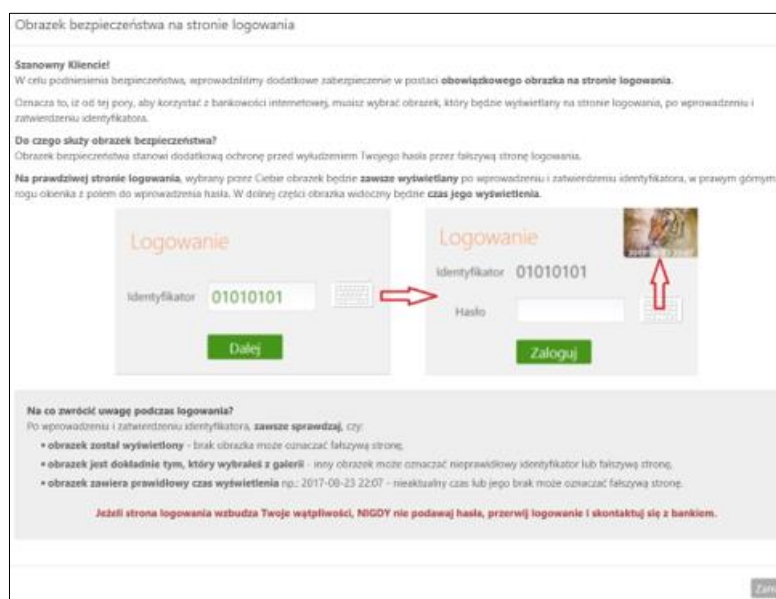 Obrazek bezpieczeństwa na stronie logowania
Szanowny Kliencie!
W celu podniesienia bezpieczeństwa, wprowadziliśmy dodatkowe zabezpieczenie w postaci obowiązkowego obrazka na stronie logowania.
Oznacza to, iż od tej pory, aby korzystać z bankowości internetowej, musisz wybrać obrazek, który będzie wyświetlany na stronie logowania, po wprowadzeniu i
zatwierdzeniu identyfikatora.
Do czego służy obrazek bezpieczeństwa?
Obrazek bezpieczeństwa stanowi dodatkową ochronę przed wyłudzeniem Twojego hasła przez fałszywą stronę logowania.
Na prawdziwej stronie logowania, wybrany przez Ciebie obrazek będzie zawsze wyświetlany po wprowadzeniu i zatwierdzeniu identyfikatora, w prawym górnym
rogu okienka z polem do wprowadzenia hasła. W dolnej części obrazka widoczny będzie czas jego wyświetlenia.
Logowanie
Identyfikator 01010101
Dalej
Logowanie
Identyfikator 01010101
Hasło
Zaloguj
Na co zwrócić uwagę podczas logowania?
Po wprowadzeniu i zatwierdzeniu identyfikatora, zawsze sprawdzaj, czy:
• obrazek został wyświetlony - brak obrazka może oznaczać fałszywą stronę,
• obrazek jest dokładnie tym, który wybrałeś z galerii - inny obrazek może oznaczać nieprawidłowy identyfikator lub fałszywą stronę,
• obrazek zawiera prawidłowy czas wyświetlenia np.: 2017-08-23 22:07 - nieaktualny czas lub jego brak może oznaczać fałszywą stronę.
Jeżeli strona logowania wzbudza Twoje wątpliwości, NIGDY nie podawaj hasła, przerwij logowanie i skontaktuj się z bankiem.